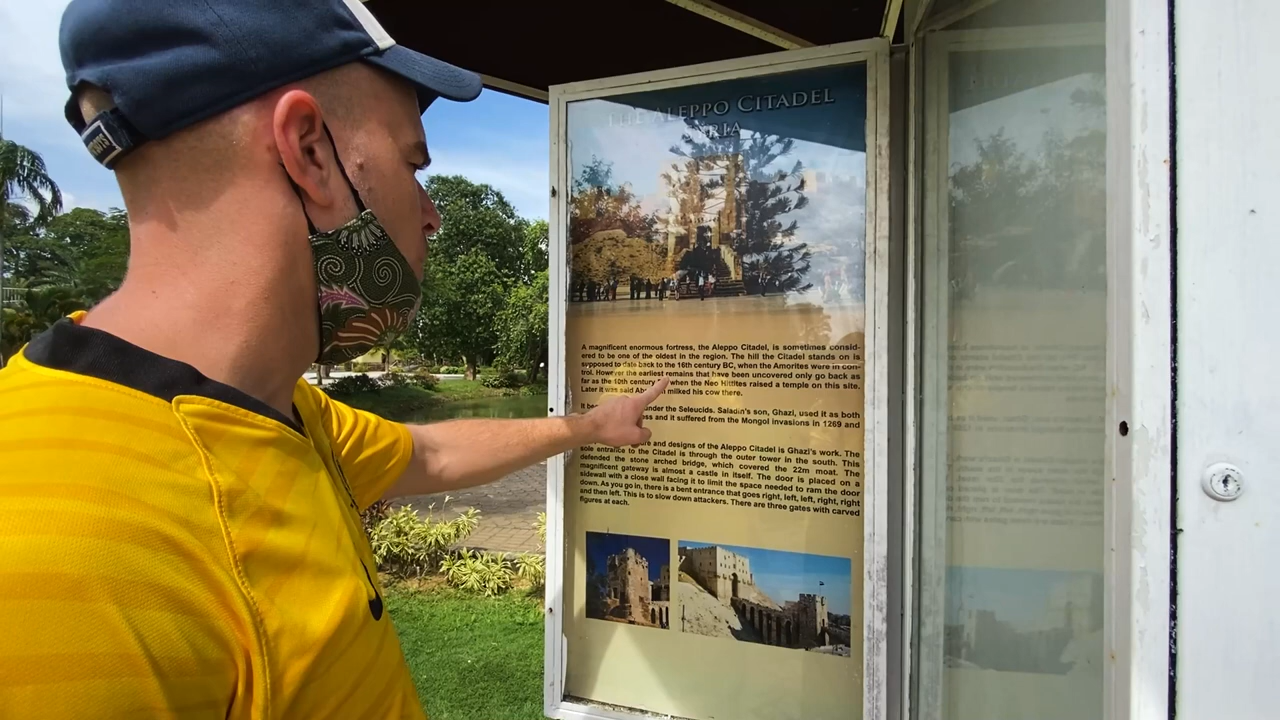 THE ALEPPO CITADEL
SYRIA
A magnificent enormous fortress, the Aleppo Citadel, is sometimes consid-
ered to be one of the oldest in the region. The hill the Citadel stands on is
supposed to date back to the 16th century BC, when the Amorites were in con-
trol. However the earliest remains that have been uncovered only go back as
far as the 10th century when the Neo Hittites raised a temple on this site.
Later it was said milked his cow there.
It under the Seleucids. Saladin's son, Ghazi, used it as both
and it suffered from the Mongol invasions in 1269 and
and designs of the Aleppo Citadel is Ghazi's work. The
sole entrance to the Citadel is through the outer tower in the south. This
defended the stone arched bridge, which covered the 22m moat. The
magnificent gateway is almost a castle in itself. The door is placed on a
sidewall with a close wall facing it to limit the space needed to ram the door
down. As you go in, there is a bent entrance that goes right, left, left, right, right
and then left. This is to slow down attackers. There are three gates with carved
figures at each.